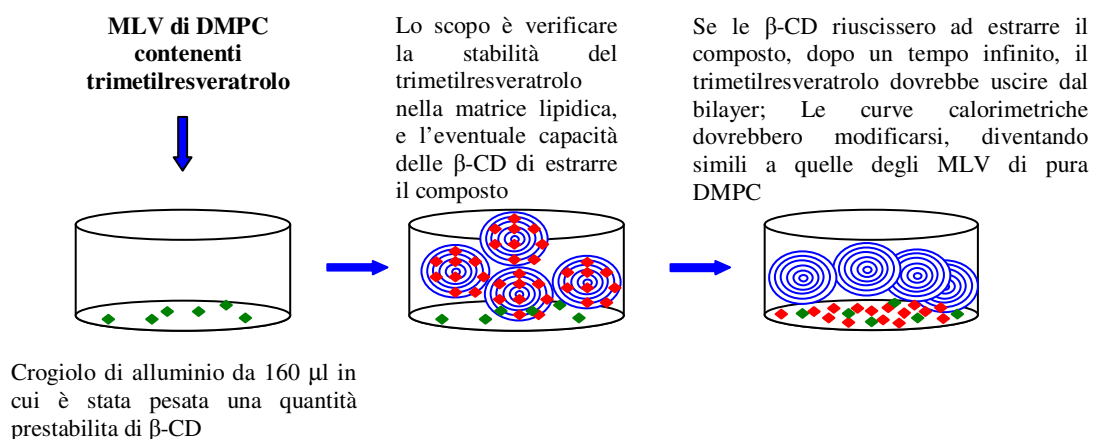 MLV di DMPC
contenenti
trimetilresveratrolo
Lo scopo è verificare
la stabilità del
trimetilresveratrolo
nella matrice lipidica,
e l’eventuale capacità
delle β-CD di estrarre
il composto
Se le β-CD riuscissero ad estrarre il
composto, dopo un tempo infinito, il
trimetilresveratrolo dovrebbe uscire dal
bilayer; Le curve calorimetriche
dovrebbero modificarsi, diventando
simili a quelle degli MLV di pura
DMPC
Crogiolo di alluminio da 160 µl in
cui è stata pesata una quantità
prestabilita di β-CD